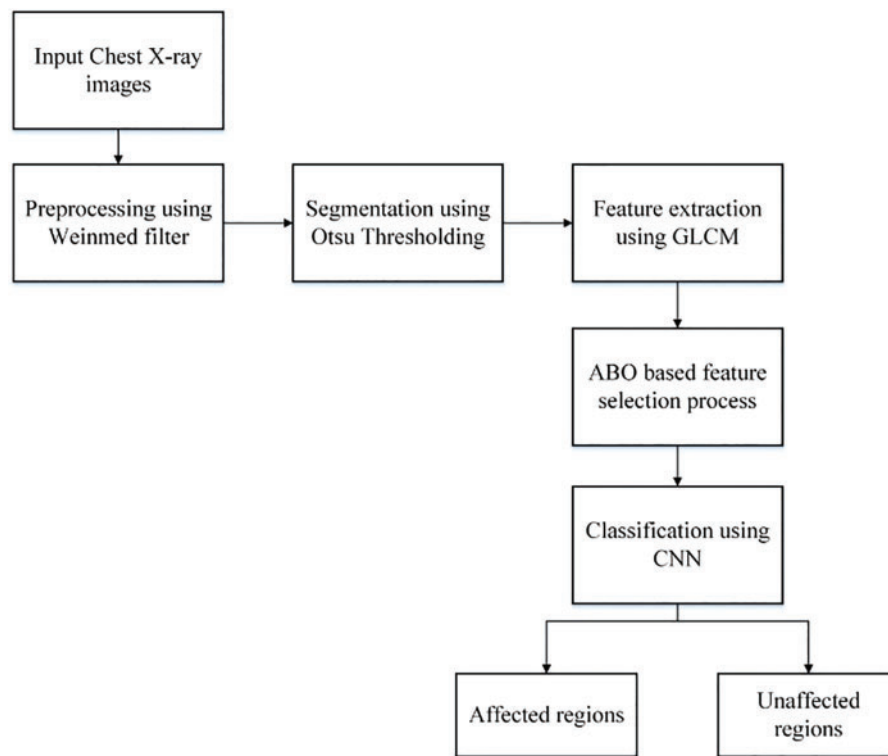 Input Chest X-ray
images
Preprocessing using
Weinmed filter
Segmentation using
Otsu Thresholding
Feature extraction
using GLCM
ABO based feature
selection process
Classification using
CNN
Affected regions
Unaffected
regions